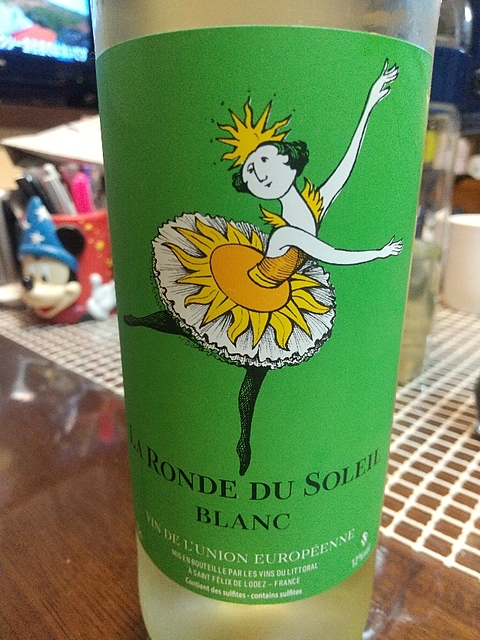 LA RONDE DU SOLEIL
BLANC
VIN DE L'UNION EUROPÉENNE
MIS EN BOUTEILLE PAR LES VINS DU LITTORAL
À SAINT FÉLIX DE LODEZ – FRANCE
Contient des sulfites - contains sulfites